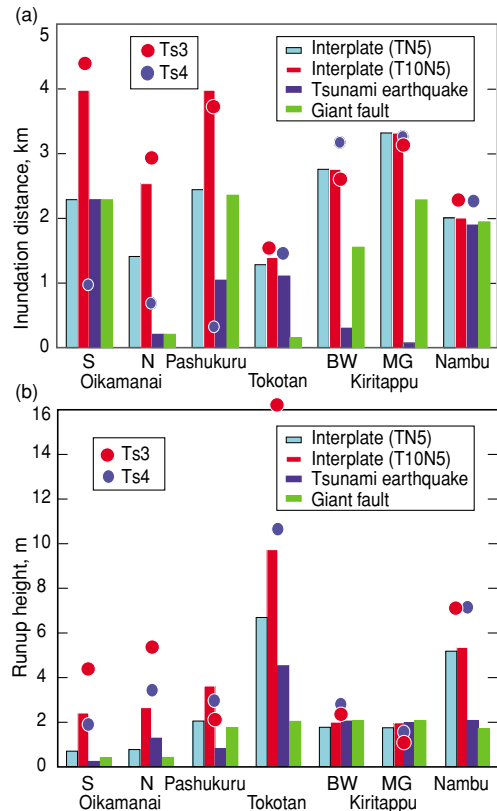 (a)
5
4
3
2
1
0
Inundation distance, km
Ts3
Ts4
Interplate (TN5)
Interplate (T10N5)
Tsunami earthquake
Giant fault
S N Pashukuru BW MG Nambu
Oikamanai Tokotan Kiritappu
(b)
16
14
12
10
8
6
4
2
0
Runup height, m
Ts3
Ts4
Interplate (TN5)
Interplate (T10N5)
Tsunami earthquake
Giant fault
S N Pashukuru BW MG Nambu
Oikamanai Tokotan Kiritappu